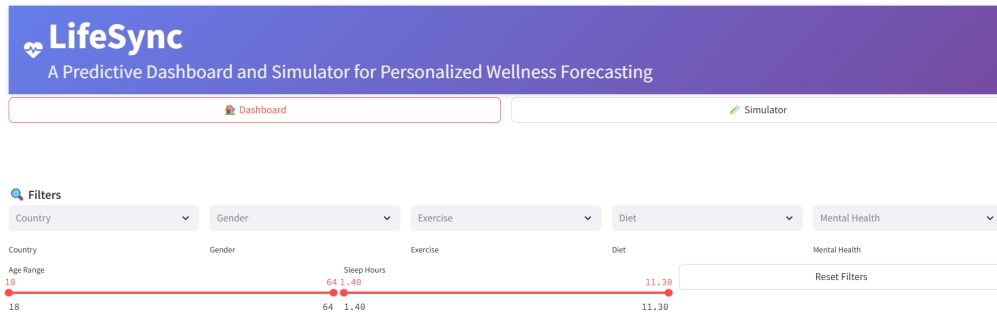 LifeSync
A Predictive Dashboard and Simulator for Personalized Wellness Forecasting
Dashboard
Simulator
Filters
Country
Gender
Exercise
Diet
Mental Health
Country
Gender
Exercise
Diet
Mental Health
Age Range
Sleep Hours
Reset Filters
18
64
1.40
11.30
18
64
1.40
11.30